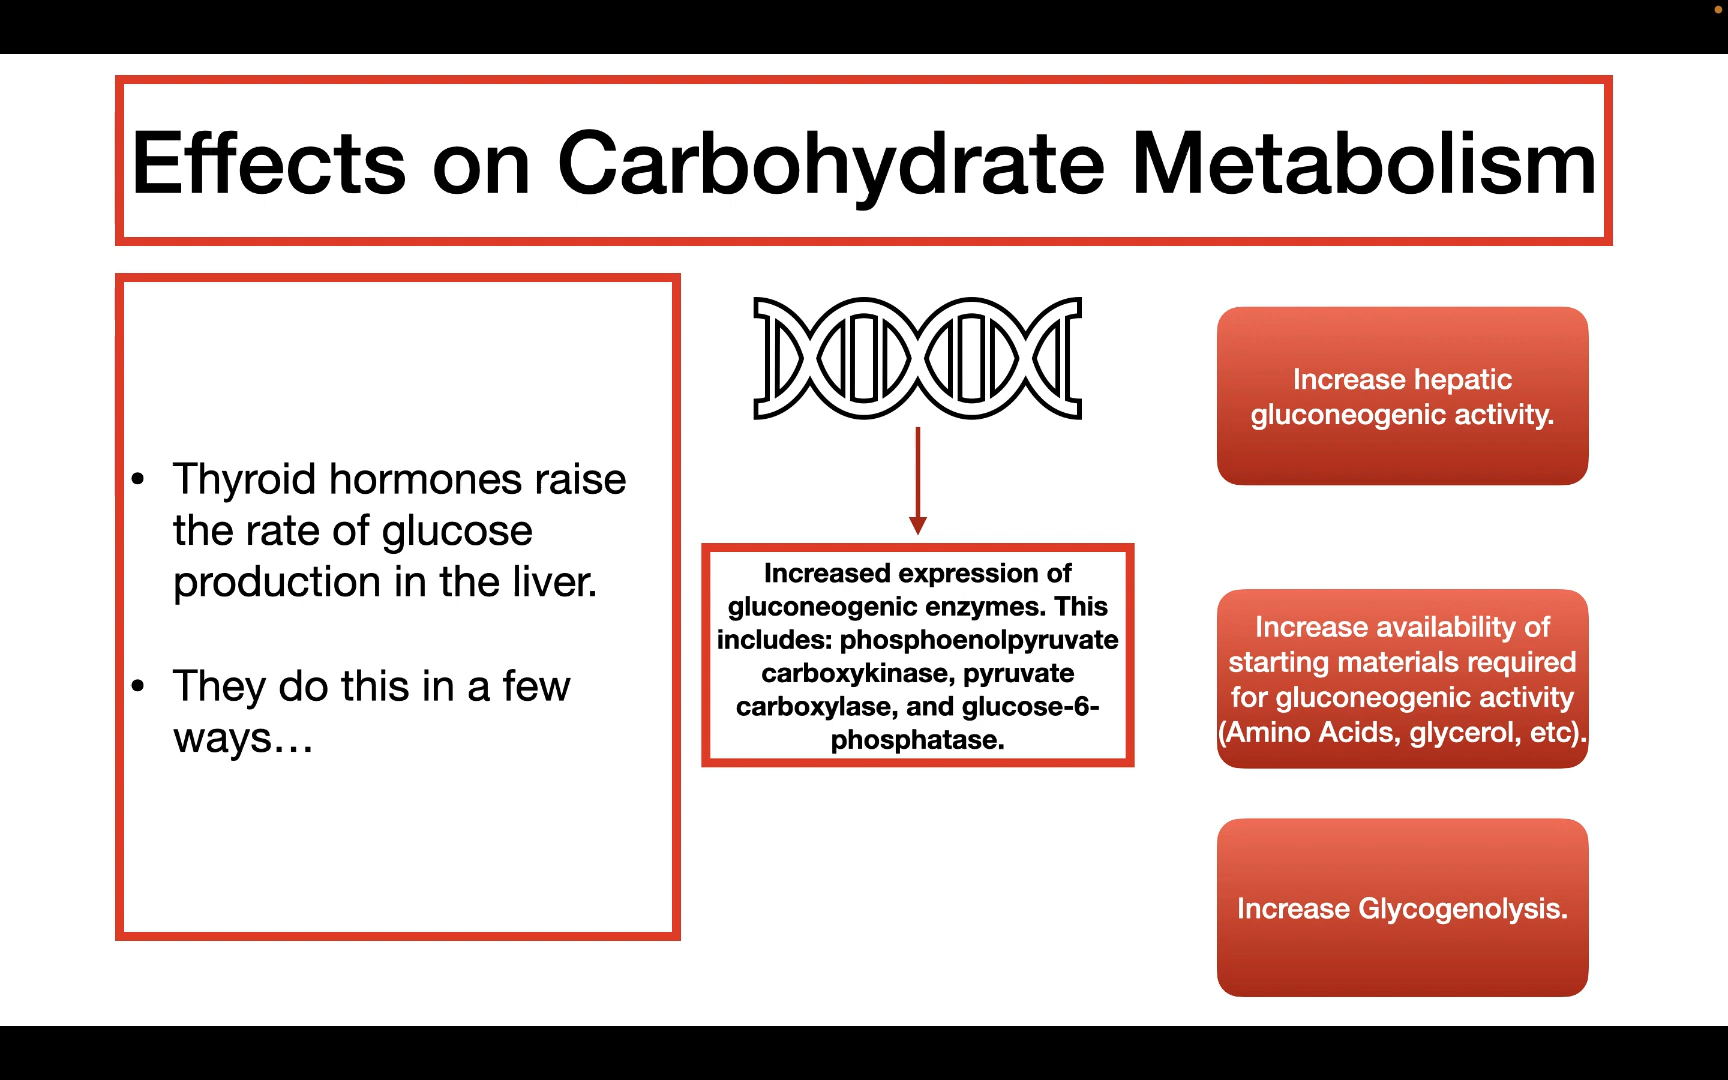 Effects on Carbohydrate Metabolism
• Thyroid hormones raise
the rate of glucose
production in the liver.
• They do this in a few
ways…
Increased expression of
gluconeogenic enzymes. This
includes: phosphoenolpyruvate
carboxykinase, pyruvate
carboxylase, and glucose-6-
phosphatase.
Increase hepatic
gluconeogenic activity.
Increase availability of
starting materials required
for gluconeogenic activity
(Amino Acids, glycerol, etc).
Increase Glycogenolysis.